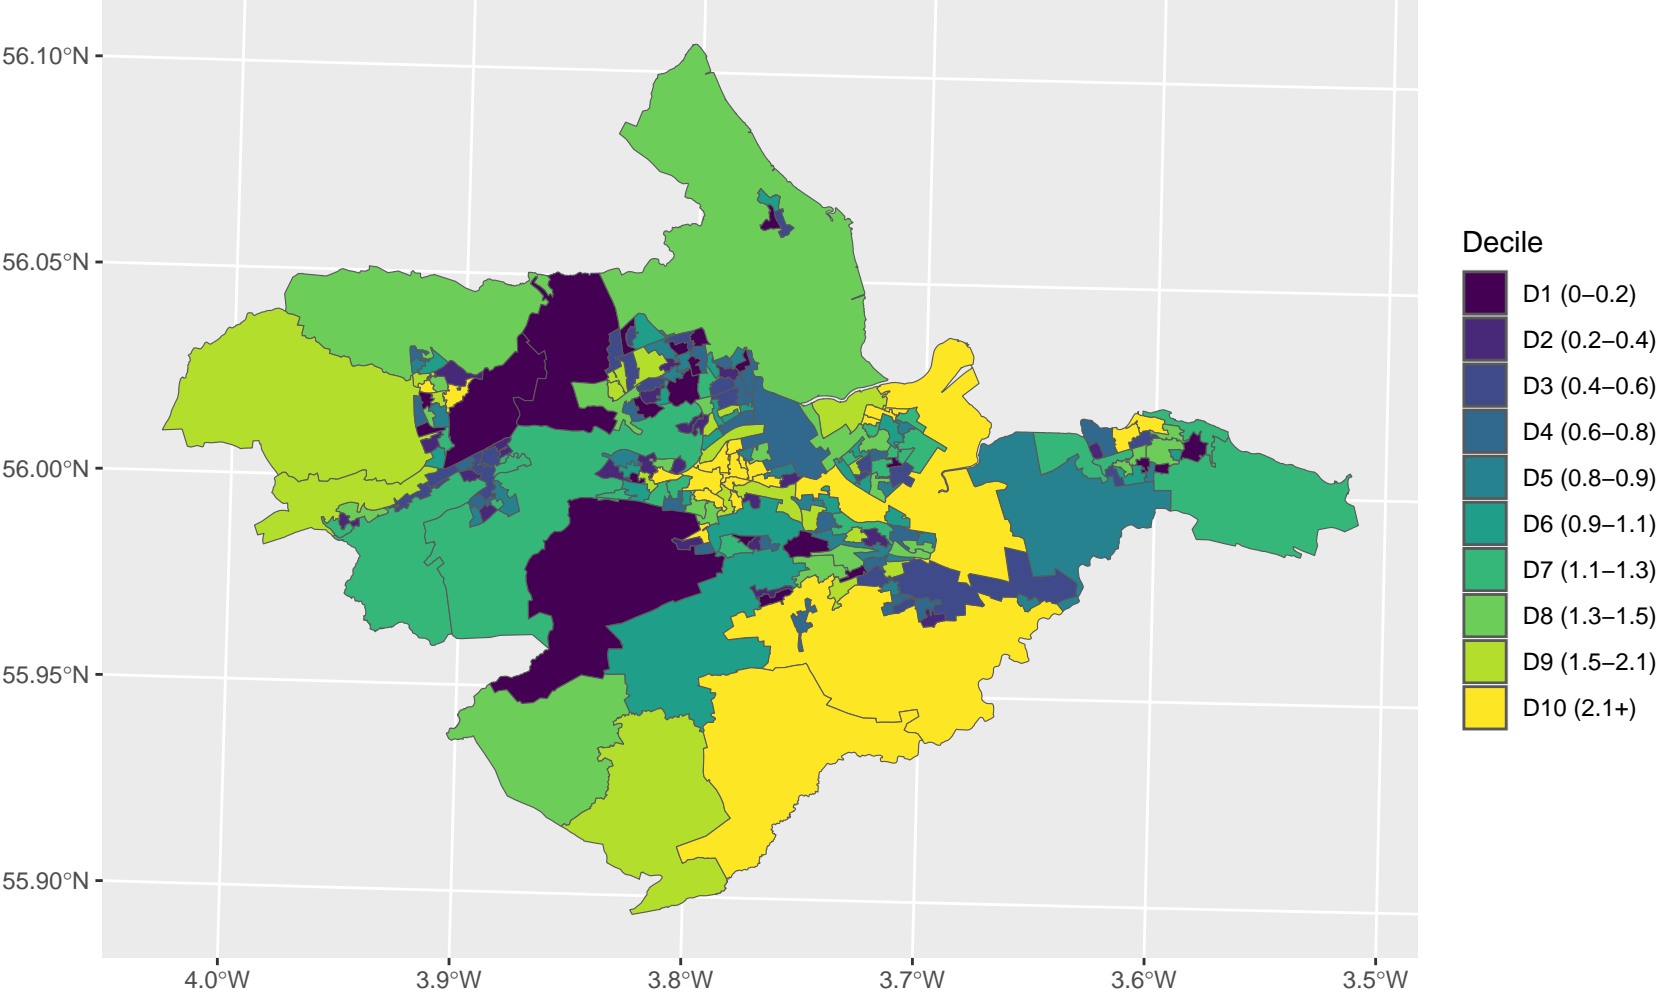 56.10°N
56.05°N
56.00°N
55.95°N
55.90°N
4.0°W
3.9°W
3.8°W
3.7°W
3.6°W
3.5°W
Decile
D1 (0–0.2)
D2 (0.2–0.4)
D3 (0.4–0.6)
D4 (0.6–0.8)
D5 (0.8–0.9)
D6 (0.9–1.1)
D7 (1.1–1.3)
D8 (1.3–1.5)
D9 (1.5–2.1)
D10 (2.1+)